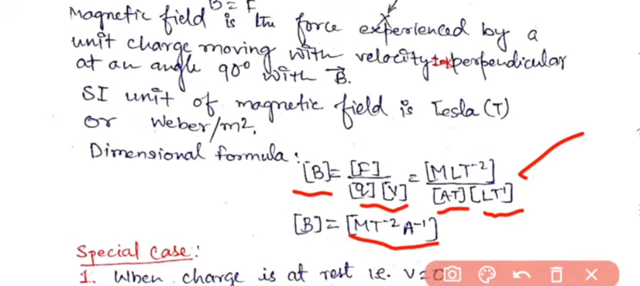 B = F
Magnetic field is the force experienced by a
unit charge moving with velocity perpendicular
at an angle 90° with B⃗.
SI unit of magnetic field is Tesla (T)
or Weber/m2.
Dimensional formula:
[B] = [F] / [q] [V] = [MLT⁻²] / [AT] [LT⁻¹]
[B] = [MT⁻² A⁻¹]
Special Case:
1. When charge is at rest i.e. v=0